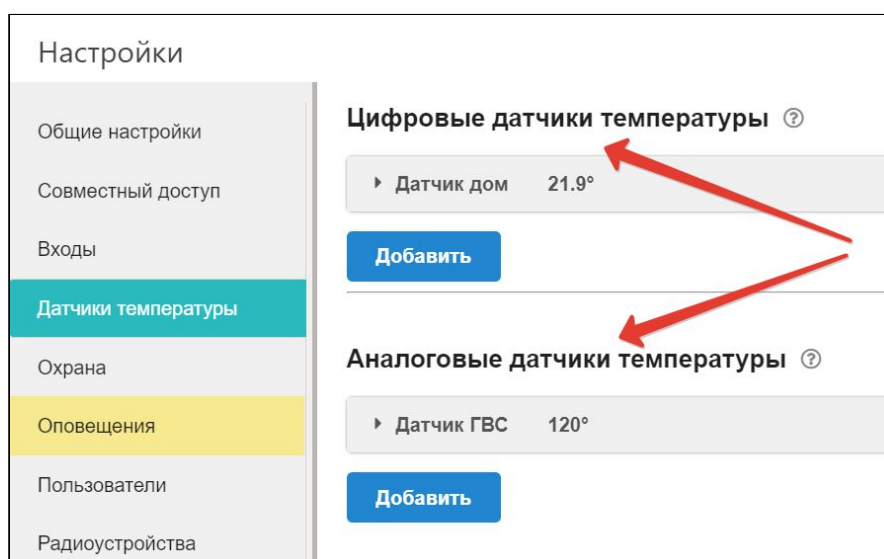 Настройки
Общие настройки
Совместный доступ
Входы
Датчики температуры
Охрана
Оповещения
Пользователи
Радиоустройства
Цифровые датчики температуры ?
Датчик дом 21.9°
Добавить
Аналоговые датчики температуры ?
Датчик ГВС 120°
Добавить